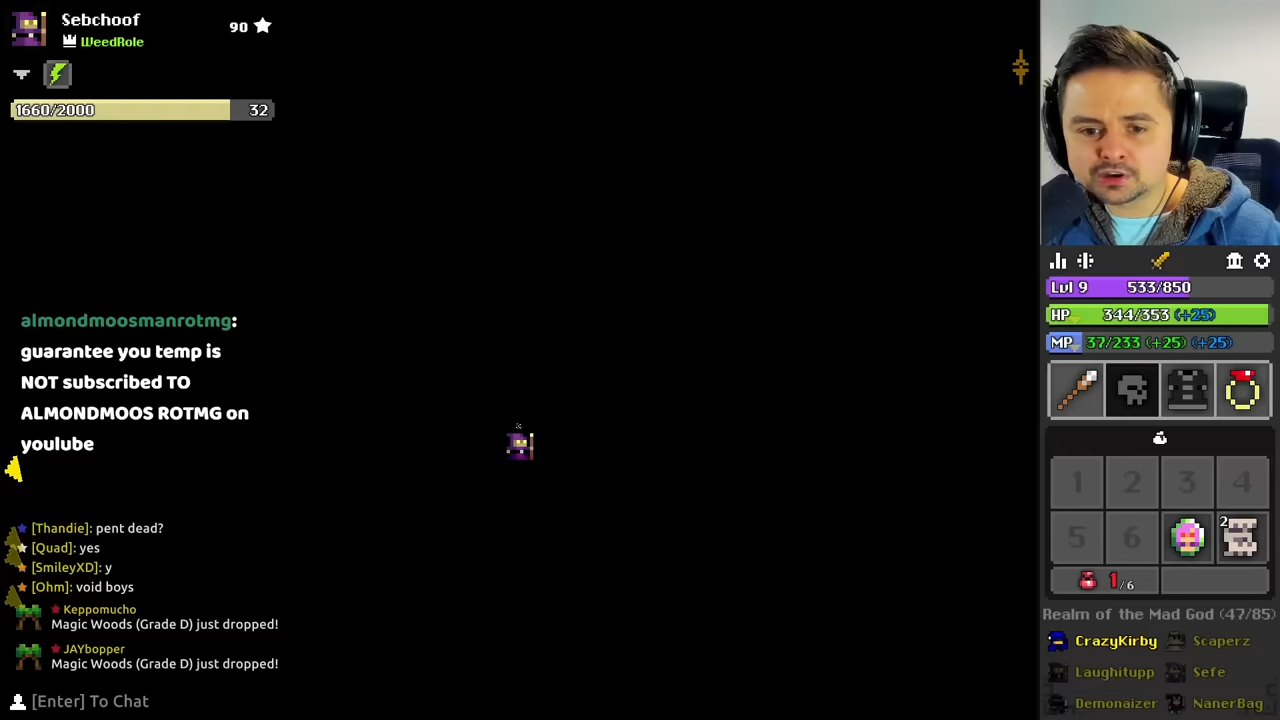 Sebchoof
WeedRole
90
1660/2000
32
almondmoosmanrotmg:
guarantee you temp is
NOT subscribed TO
ALMONDMOOS ROTMG on
youlube
[Thandie]: pent dead?
[Quad]: yes
[SmileyXD]: y
[Ohm]: void boys
Keppomucho
Magic Woods (Grade D) just dropped!
JAYbopper
Magic Woods (Grade D) just dropped!
[Enter] To Chat
Lvl 9 533/850
HP 344/353 (+25)
MP 37/233 (+25) (+25)
1 2 3 4
5 6 2
1/6
Realm of the Mad God (47/85)
CrazyKirby Scaperz
Laughitupp Sefe
Demonaizer NanerBag